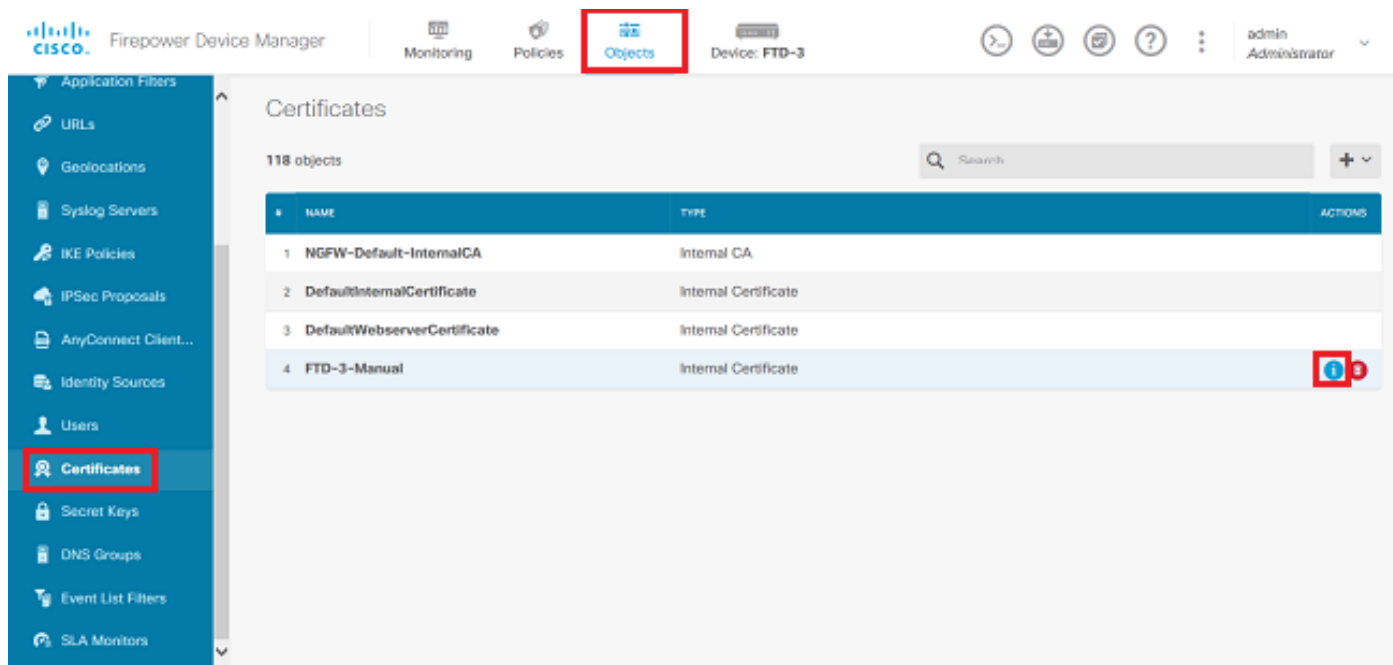 CISCO
Firepower Device Manager
Monitoring
Policies
Objects
Device: FTD-3
admin
Administrator
Application Filters
URLs
Geolocations
Syslog Servers
IKE Policies
IPSec Proposals
AnyConnect Client...
Identity Sources
Users
Certificates
Secret Keys
DNS Groups
Event List Filters
SLA Monitors
Certificates
118 objects
Search
# NAME TYPE ACTIONS
1 NGFW-Default-InternalCA Internal CA
2 DefaultInternalCertificate Internal Certificate
3 DefaultWebserverCertificate Internal Certificate
4 FTD-3-Manual Internal Certificate